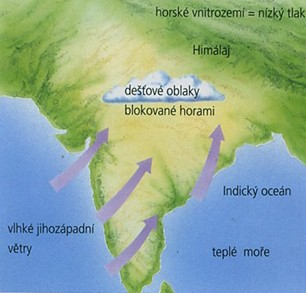 horské vnitrozemí = nízký tlak
Himálaj
dešťové oblaky
blokované horami
Indický oceán
vlhké jihozápadní
větry
teplé moře